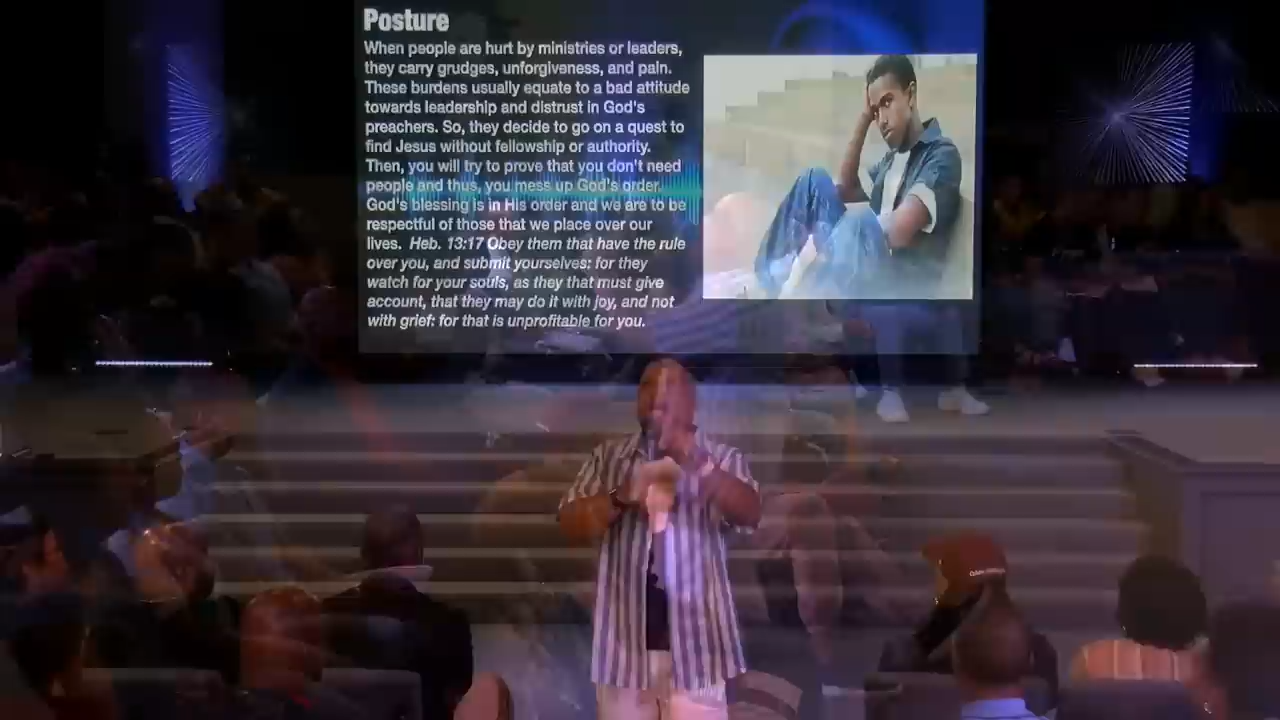 Posture
When people are hurt by ministries or leaders,
they carry grudges, unforgiveness, and pain.
These burdens usually equate to a bad attitude
towards leadership and distrust in God's
preachers. So, they decide to go on a quest to
find Jesus without fellowship or authority.
Then, you will try to prove that you don't need
people and thus, you mess up God's order.
God's blessing is in His order and we are to be
respectful of those that we place over our
lives. Heb. 13:17 Obey them that have the rule
over you, and submit yourselves: for they
watch for your souls, as they that must give
account, that they may do it with joy, and not
with grief: for that is unprofitable for you.